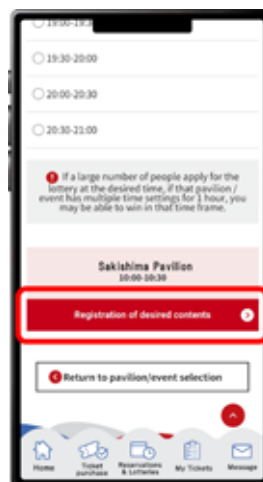 19:30-20:00
20:00-20:30
20:30-21:00
If a large number of people apply for the
lottery at the desired time, if that pavilion /
event has multiple time settings for 1 hour, you
may be able to win in that time frame.
Sakishima Pavilion
10:00-10:30
Registration of desired contents
Return to pavilion/event selection
Home
Ticket purchase
Reservations & Lotteries
My Tickets
Message